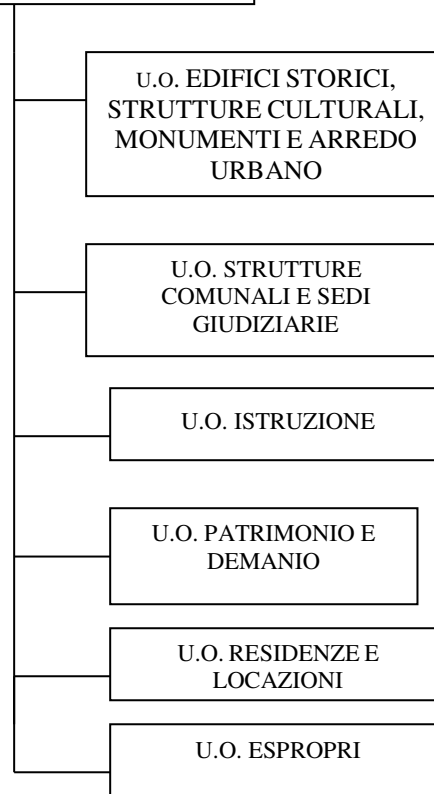 U.O. EDIFICI STORICI,
STRUTTURE CULTURALI,
MONUMENTI E ARREDO
URBANO
U.O. STRUTTURE
COMUNALI E SEDI
GIUDIZIARIE
U.O. ISTRUZIONE
U.O. PATRIMONIO E
DEMANIO
U.O. RESIDENZE E
LOCAZIONI
U.O. ESPROPRI